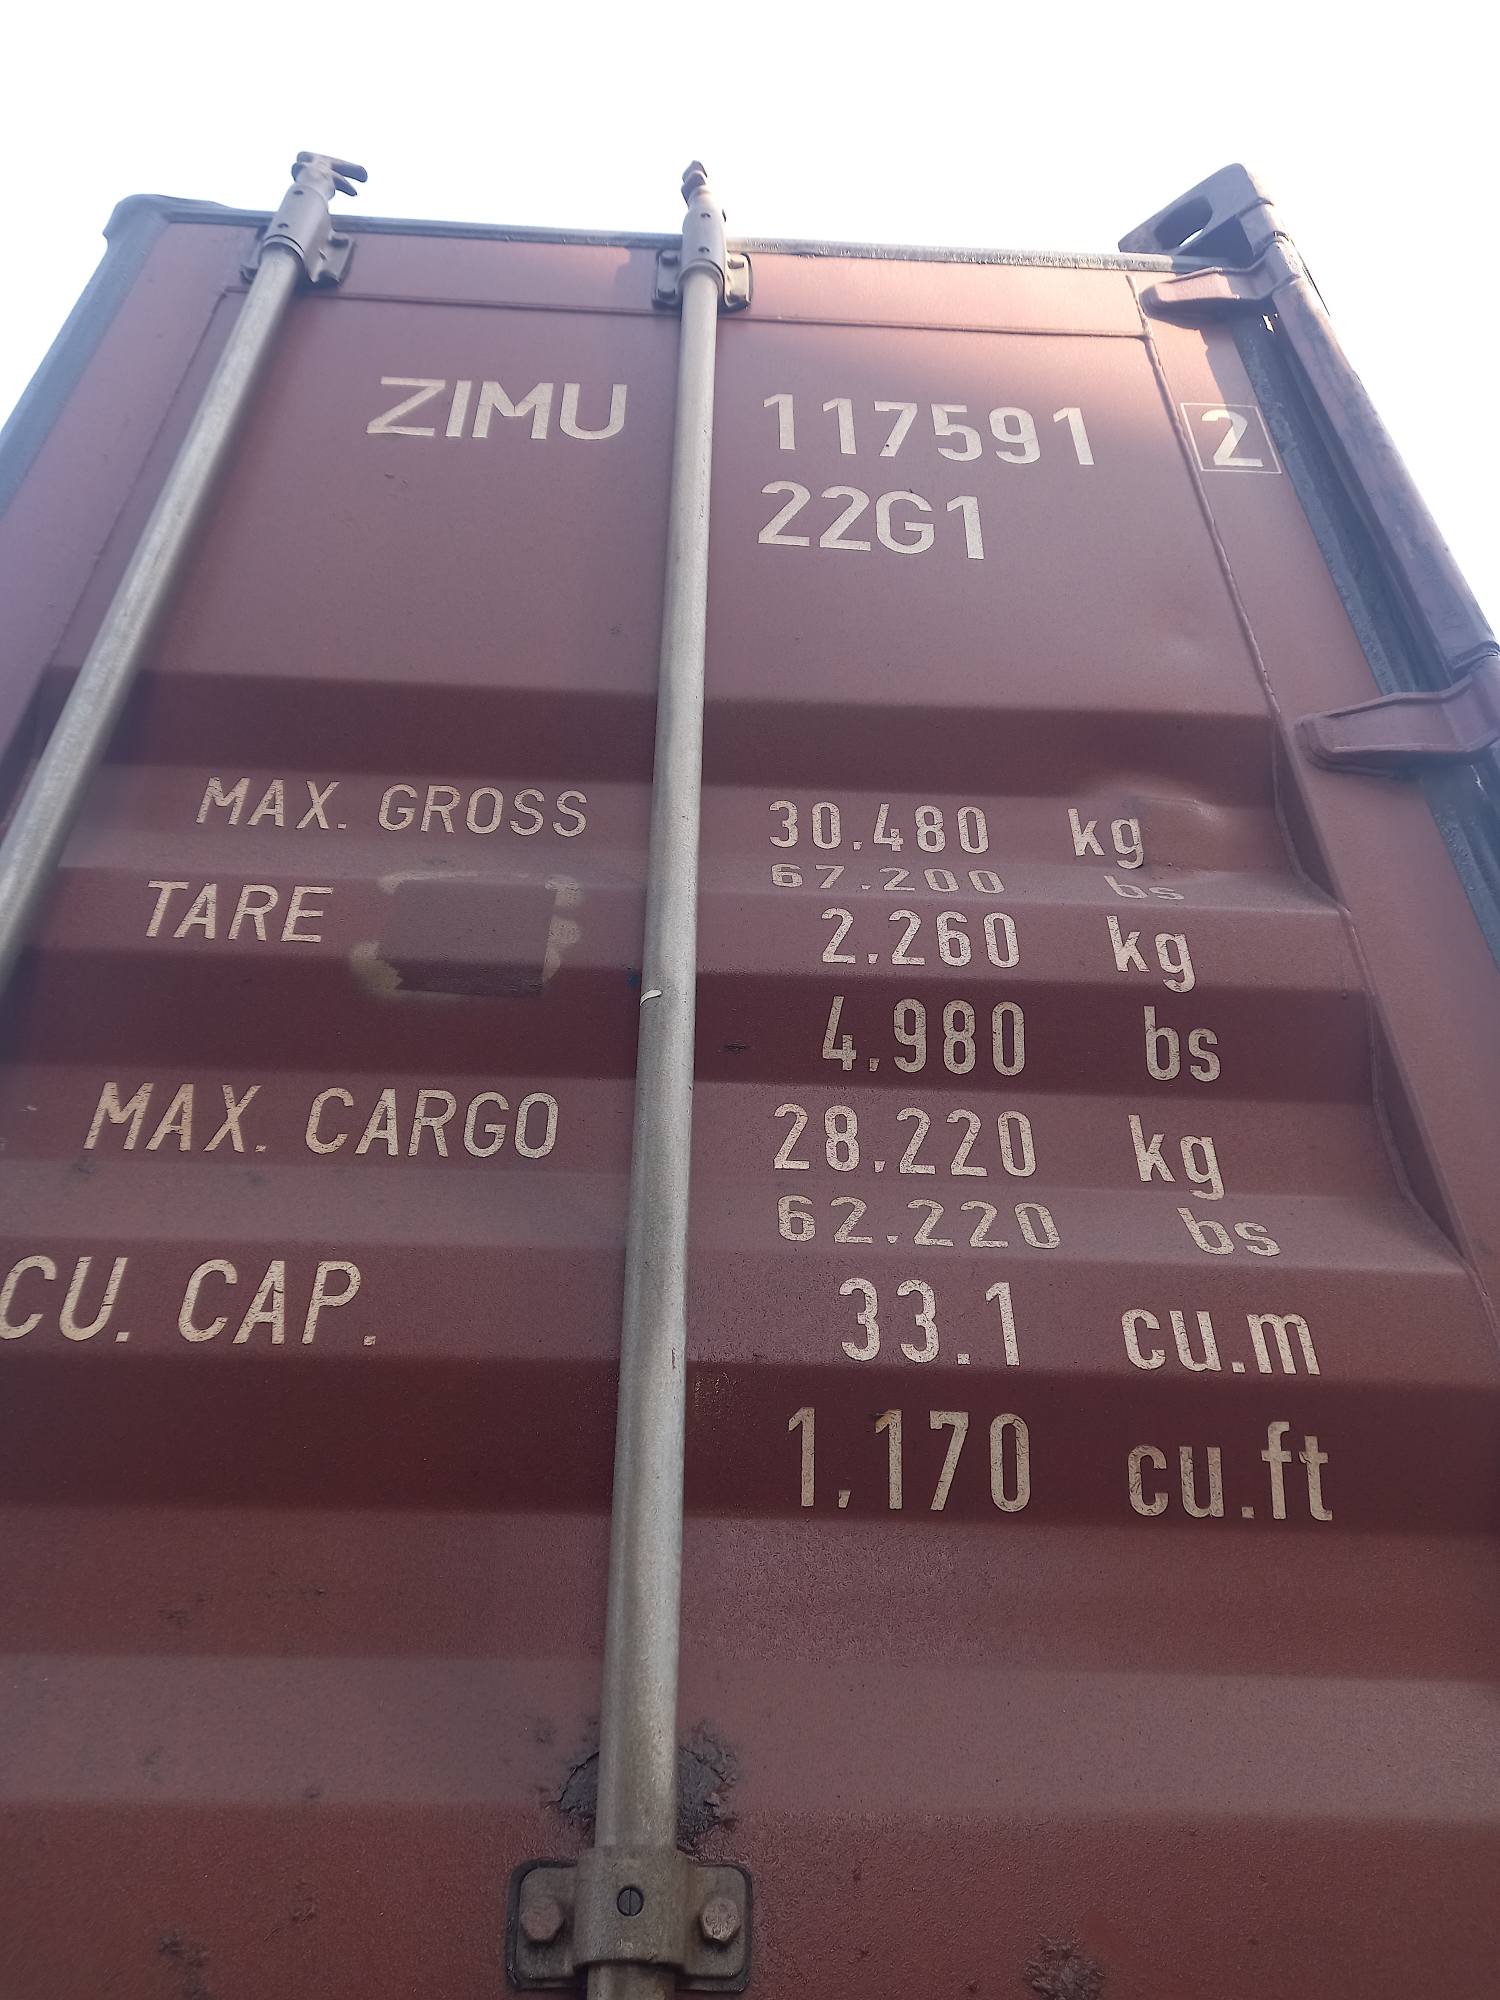 ZIMU 117591 2
22G1
MAX. GROSS 30.480 kg
67.200 bs
TARE 2.260 kg
4.980 bs
MAX. CARGO 28.220 kg
62.220 bs
CU. CAP. 33.1 cu.m
1,170 cu.ft